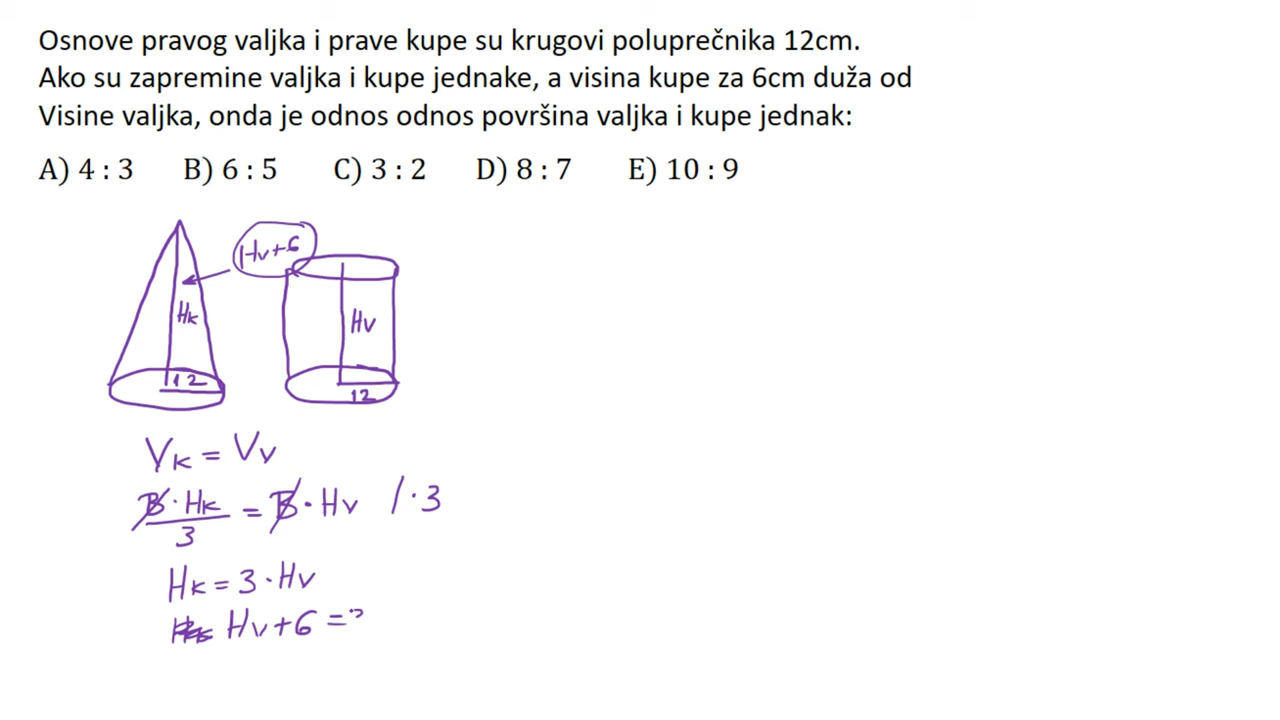 Osnove pravog valjka i prave kupe su krugovi poluprečnika 12cm.
Ako su zapremine valjka i kupe jednake, a visina kupe za 6cm duža od
Visine valjka, onda je odnos odnos površina valjka i kupe jednak:
A) 4 : 3 B) 6 : 5 C) 3 : 2 D) 8 : 7 E) 10 : 9
Hv+6
Hk
Hv
12
12
Vk = Vv
B · Hk / 3 = B · Hv / · 3
Hk = 3 · Hv
Hv + 6 =